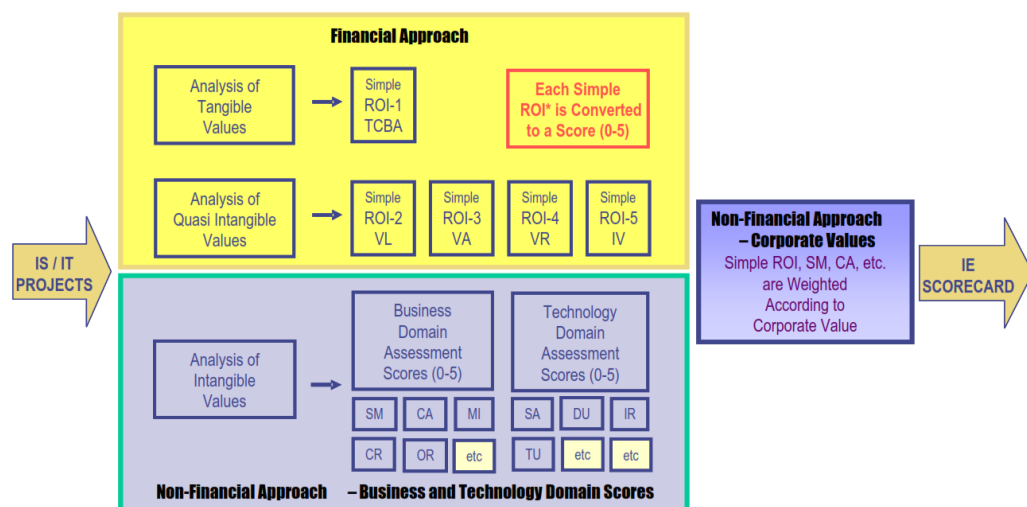 Financial Approach
Analysis of
Tangible
Values
Simple
ROI-1
TCBA
Each Simple
ROI* is Converted
to a Score (0-5)
Analysis of
Quasi Intangible
Values
Simple
ROI-2
VL
Simple
ROI-3
VA
Simple
ROI-4
VR
Simple
ROI-5
IV
IS / IT
PROJECTS
Non-Financial Approach
– Corporate Values
Simple ROI, SM, CA, etc.
are Weighted
According to
Corporate Value
IE
SCORECARD
Analysis of
Intangible
Values
Business
Domain
Assessment
Scores (0-5)
Technology
Domain
Assessment
Scores (0-5)
SM CA MI
SA DU IR
CR OR etc
TU etc etc
Non-Financial Approach – Business and Technology Domain Scores